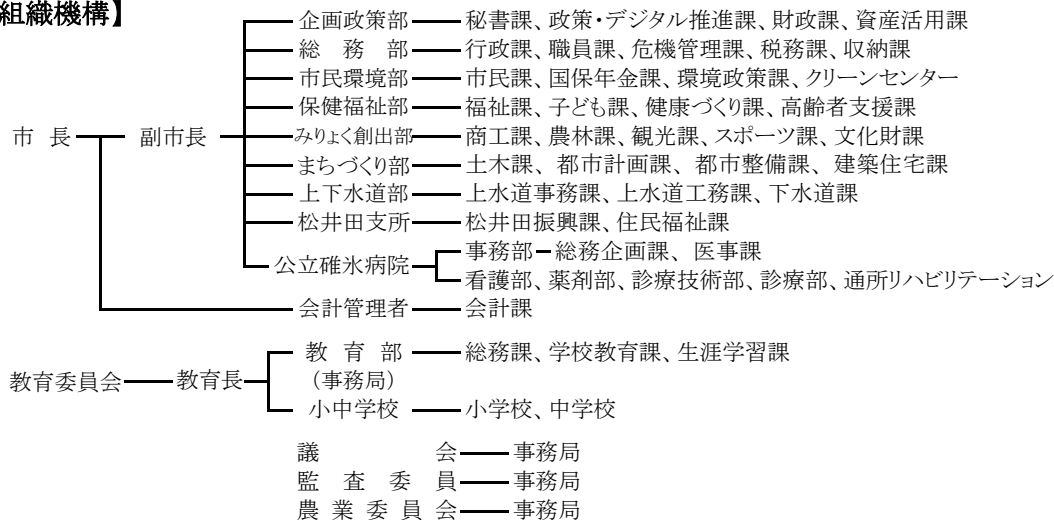 組織機構】
企画政策部 秘書課、政策・デジタル推進課、財政課、資産活用課
総務部 行政課、職員課、危機管理課、税務課、収納課
市民環境部 市民課、国保年金課、環境政策課、クリーンセンター
保健福祉部 福祉課、子ども課、健康づくり課、高齢者支援課
市長 副市長 みりょく創出部 商工課、農林課、観光課、スポーツ課、文化財課
まちづくり部 土木課、都市計画課、都市整備課、建築住宅課
上下水道部 上水道事務課、上水道工務課、下水道課
松井田支所 松井田振興課、住民福祉課
公立碓氷病院 事務部 総務企画課、医事課
看護部、薬剤部、診療技術部、診療部、通所リハビリテーション
会計管理者 会計課
教育部 総務課、学校教育課、生涯学習課
教育委員会 教育長 (事務局)
小中学校 小学校、中学校
議会 事務局
監査委員 事務局
農業委員会 事務局